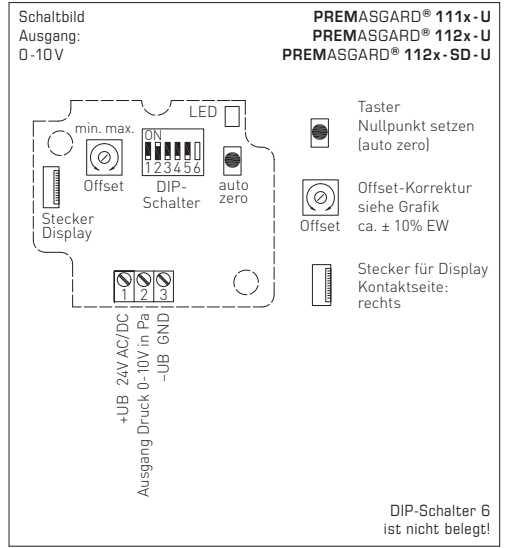 Schaltbild
Ausgang:
0-10 V
PREMASGARD® 111x-U
PREMASGARD® 112x-U
PREMASGARD® 112x-SD-U
LED
min. max.
Offset
ON
1 2 3 4 5 6
DIP-
Schalter
auto
zero
Stecker
Display
1 2 3
+UB 24V AC/DC
Ausgang Druck 0-10V in Pa
-UB GND
Taster
Nullpunkt setzen
(auto zero)
Offset
Offset-Korrektur
siehe Grafik
ca. ± 10% EW
Stecker für Display
Kontaktseite:
rechts
DIP-Schalter 6
ist nicht belegt!